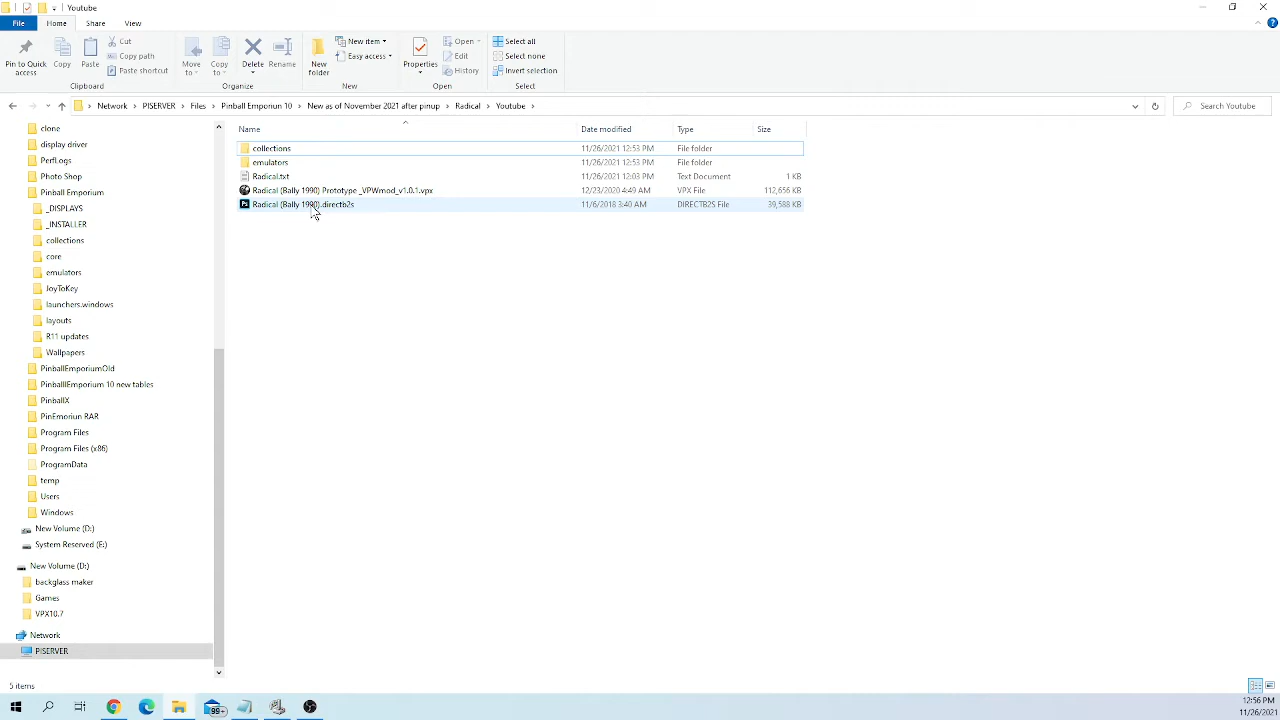 Youtube
File
Home
Share
View
Pin to Quick access
Copy
Paste
Cut
Copy path
Paste shortcut
Clipboard
Move to
Copy to
Delete
Rename
Organize
New folder
New item
Easy access
New
Properties
Open
Edit
History
Open
Select all
Select none
Invert selection
Select
Network > PISERVER > Files > Pinball Emporiun 10 > New as of November 2021 after pinup > Radical > Youtube >
Search Youtube
Name
Date modified
Type
Size
collections 11/26/2021 12:53 PM File folder
emulators 11/26/2021 12:53 PM File folder
Radical.txt 11/26/2021 12:03 PM Text Document 1 KB
Radical (Bally 1990) Prototype _VPWmod_v1.0.1.vpx 12/23/2020 4:49 AM VPX File 112,656 KB
Radical (Bally 1990).directb2s 11/6/2018 3:40 AM DIRECTB2S File 39,588 KB
clone
display driver
PerfLogs
Photo Shop
Pinball Emporium
_DISPLAYS
_INSTALLER
collections
core
emulators
JoyToKey
launchers.windows
layouts
R11 updates
Wallpapers
PinballEmporiumOld
PinballlEmporium 10 new tables
PinballX
PinEmoriun RAR
Program Files
Program Files (x86)
ProgramData
temp
Users
Windows
New Volume (D:)
System Reserved (E:)
New Volume (D:)
backglass maker
Games
VPX10.7
Network
PISERVER
5 items
Ps
99+
12:56 PM
11/26/2021